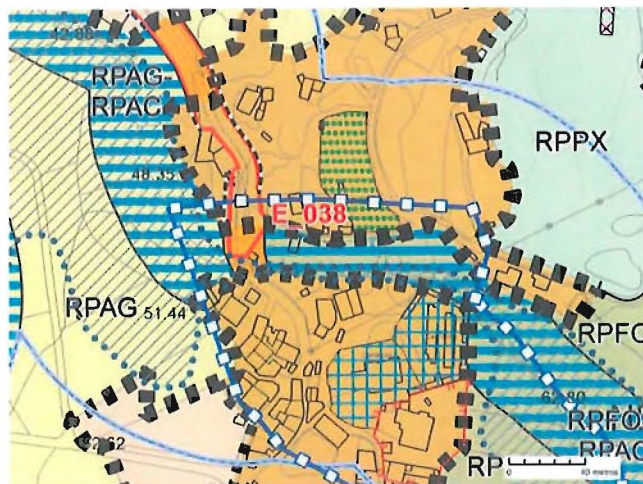 42.88
RPAG-
RPAC
RPPX
48.35
E_038
RPAG
51.44
RPFO
62.80
RPFO
RPAC
52.62
RP
0
40 metros